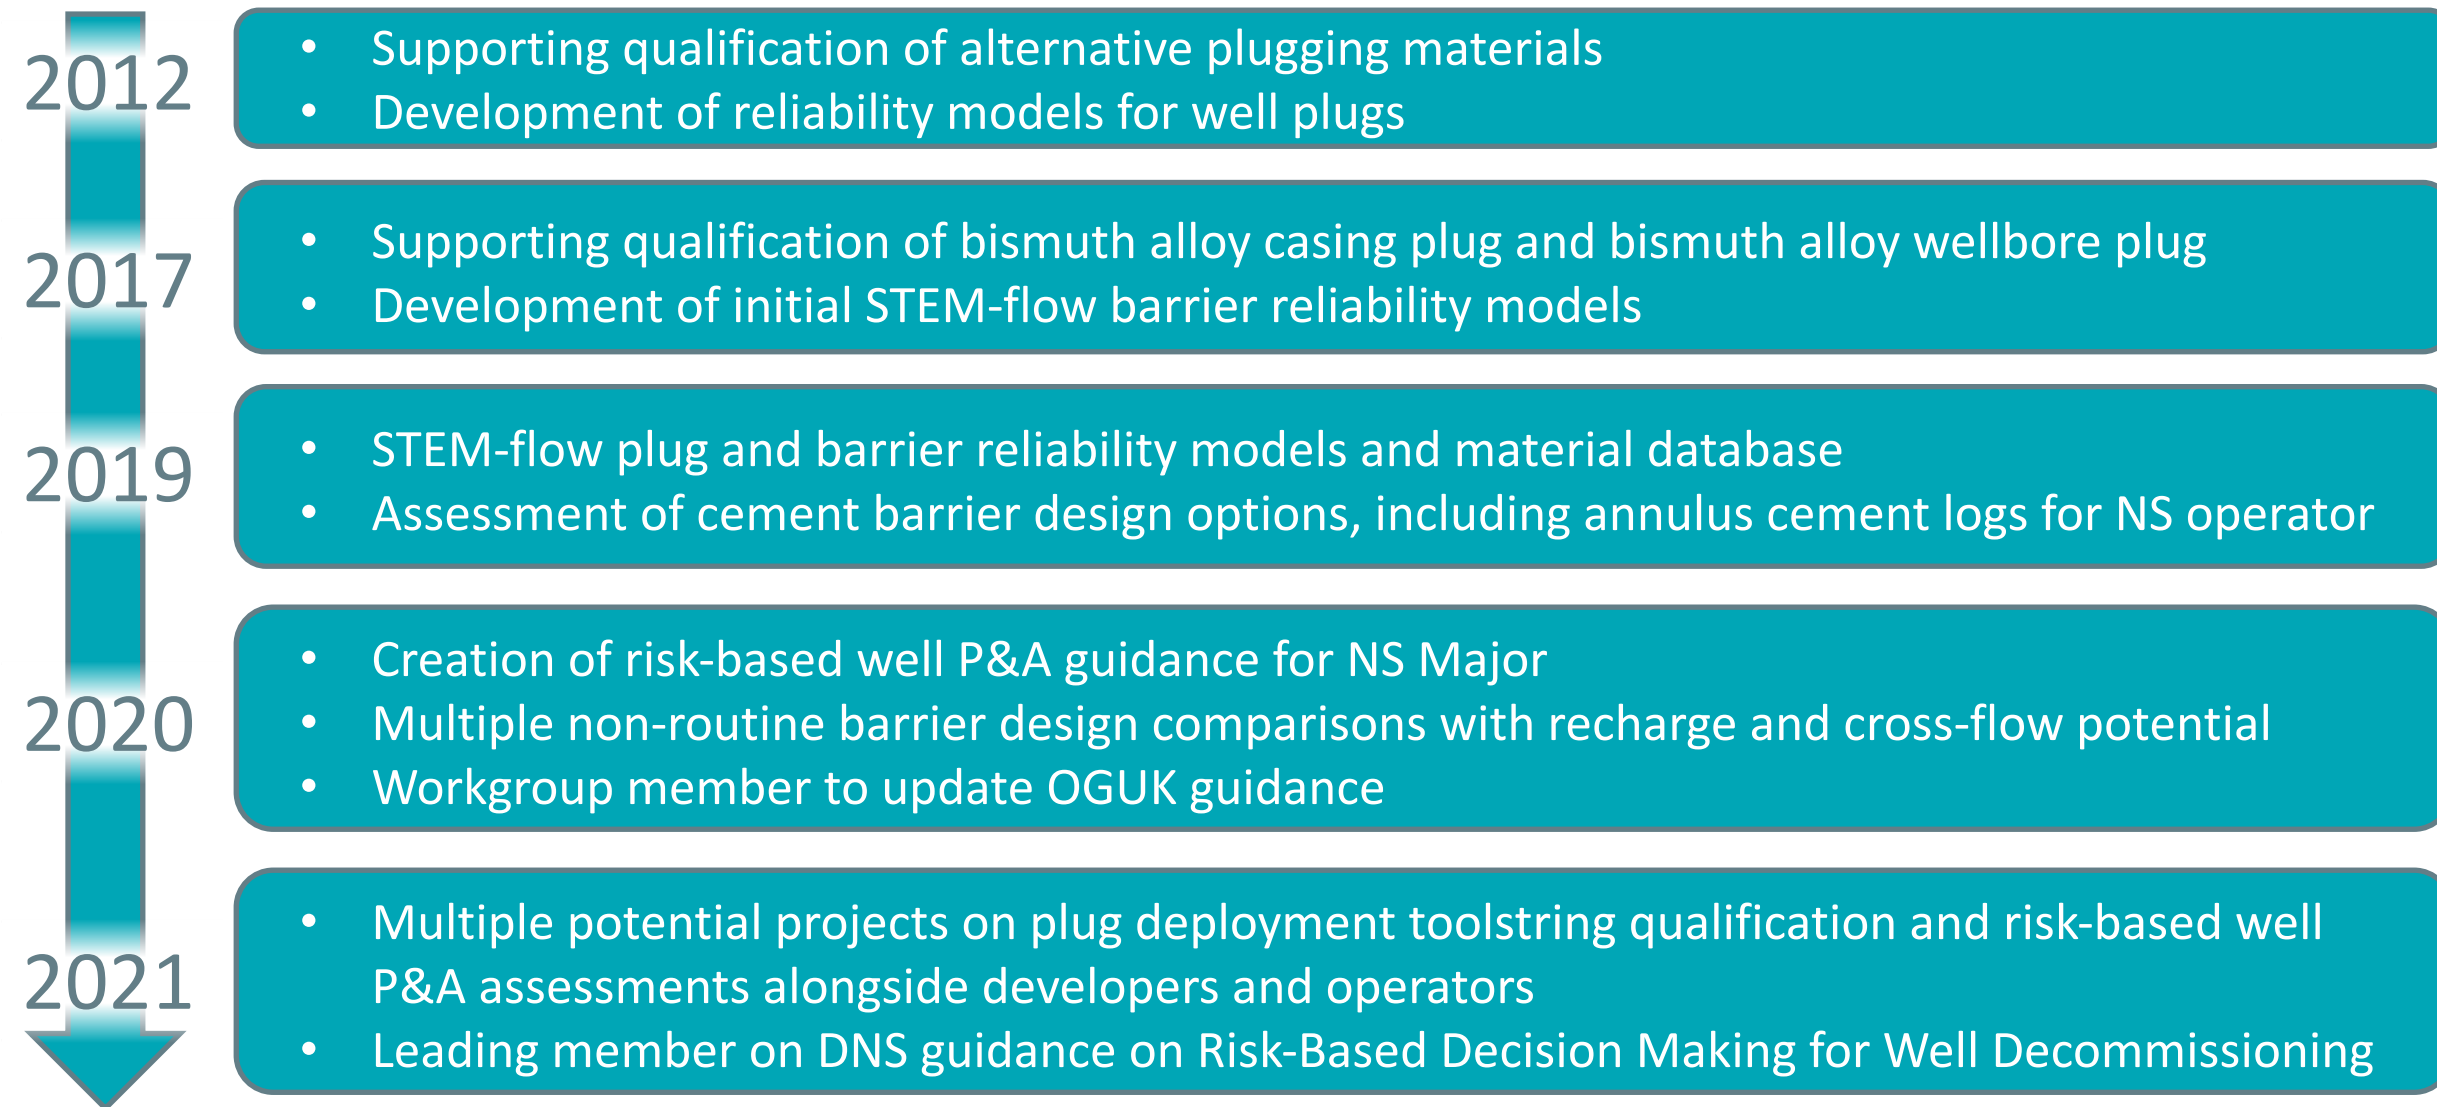 2012
• Supporting qualification of alternative plugging materials
• Development of reliability models for well plugs
2017
• Supporting qualification of bismuth alloy casing plug and bismuth alloy wellbore plug
• Development of initial STEM-flow barrier reliability models
2019
• STEM-flow plug and barrier reliability models and material database
• Assessment of cement barrier design options, including annulus cement logs for NS operator
2020
• Creation of risk-based well P&A guidance for NS Major
• Multiple non-routine barrier design comparisons with recharge and cross-flow potential
• Workgroup member to update OGUK guidance
2021
• Multiple potential projects on plug deployment toolstring qualification and risk-based well
P&A assessments alongside developers and operators
• Leading member on DNS guidance on Risk-Based Decision Making for Well Decommissioning